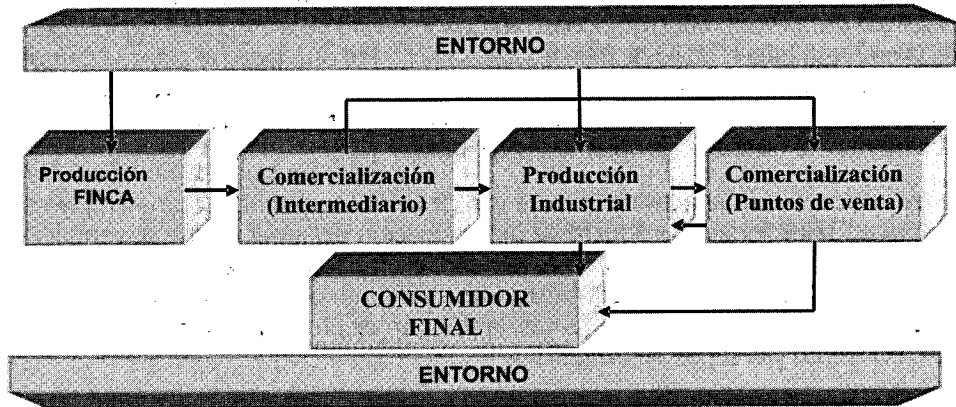 ENTORNO
Producción
FINCA
Comercialización
(Intermediario)
Producción
Industrial
Comercialización
(Puntos de venta)
CONSUMIDOR
FINAL
ENTORNO